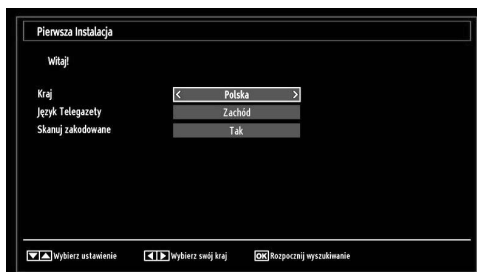 Pierwsza Instalacja
Witaj!
Kraj < Polska >
Język Telegazety Zachód
Skanuj zakodowane Tak
Wybierz ustawienie Wybierz swój kraj OK Rozpocznij wyszukiwanie